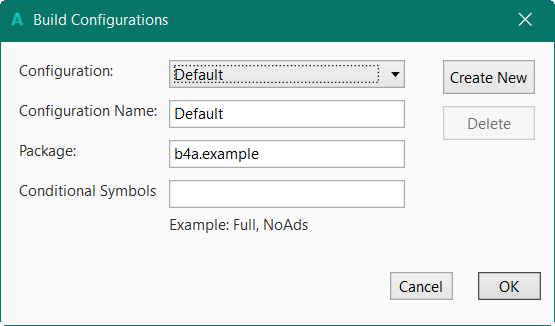 A Build Configurations
Configuration: Default Create New
Configuration Name: Default Delete
Package: b4a.example
Conditional Symbols
Example: Full, NoAds
Cancel OK